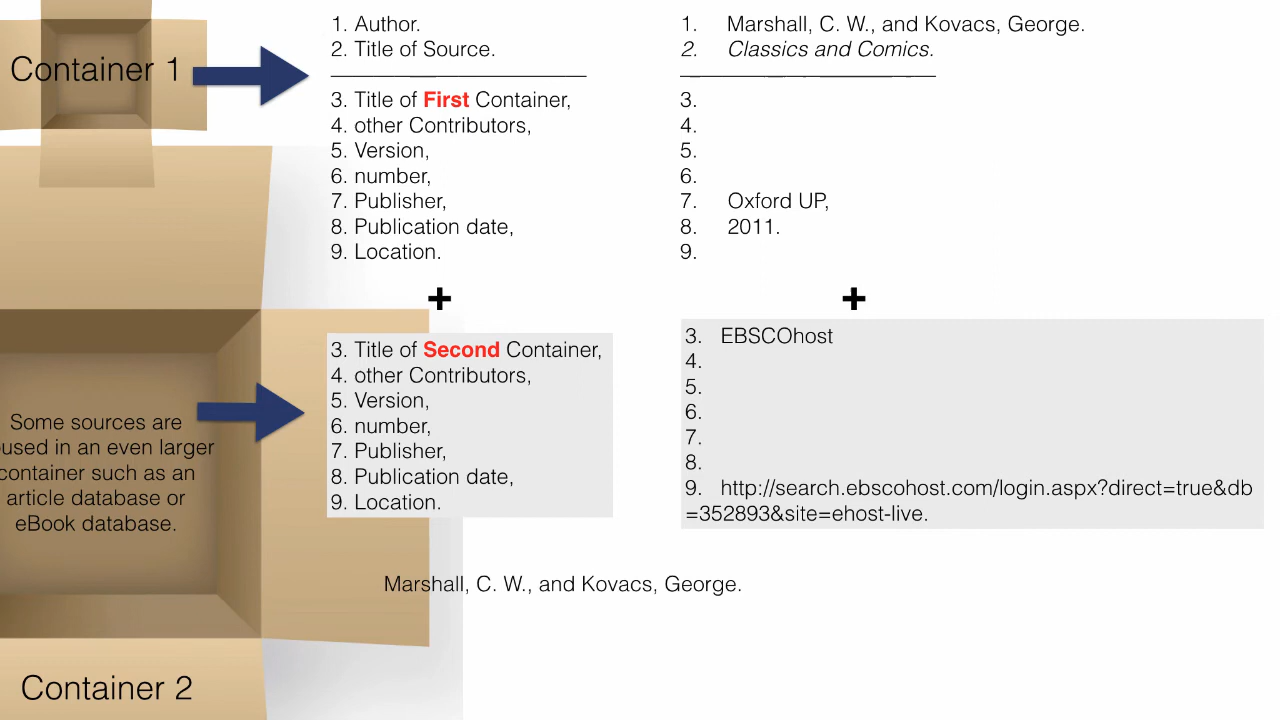 Container 1
1. Author.
2. Title of Source.
3. Title of First Container,
4. other Contributors,
5. Version,
6. number,
7. Publisher,
8. Publication date,
9. Location.
+
3. Title of Second Container,
4. other Contributors,
5. Version,
6. number,
7. Publisher,
8. Publication date,
9. Location.
1. Marshall, C. W., and Kovacs, George.
2. Classics and Comics.
3.
4.
5.
6.
7. Oxford UP,
8. 2011.
9.
+
3. EBSCOhost
4.
5.
6.
7.
8.
9. http://search.ebscohost.com/login.aspx?direct=true&db
=352893&site=ehost-live.
Some sources are
used in an even larger
container such as an
article database or
eBook database.
Marshall, C. W., and Kovacs, George.
Container 2